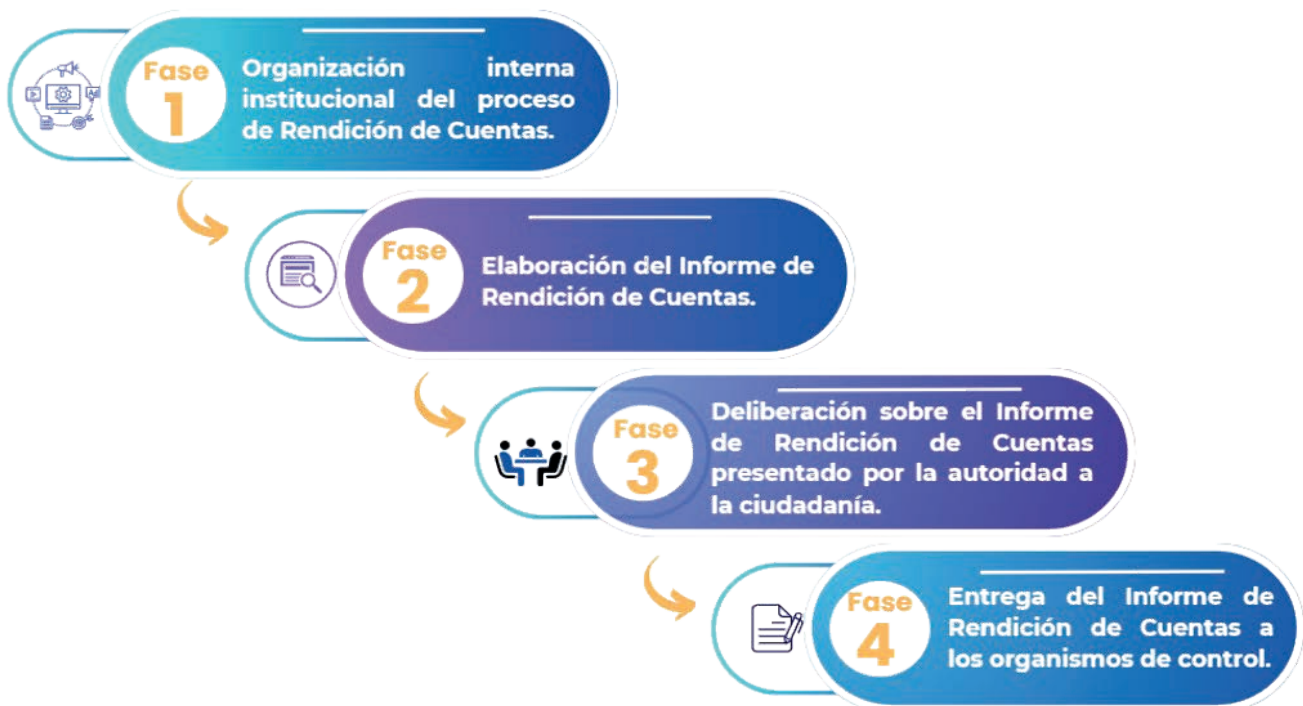 Fase
1
Organización interna
institucional del proceso
de Rendición de Cuentas.
Fase
2
Elaboración del Informe de
Rendición de Cuentas.
Fase
3
Deliberación sobre el Informe
de Rendición de Cuentas
presentado por la autoridad a
la ciudadanía.
Fase
4
Entrega del Informe de
Rendición de Cuentas a
los organismos de control.